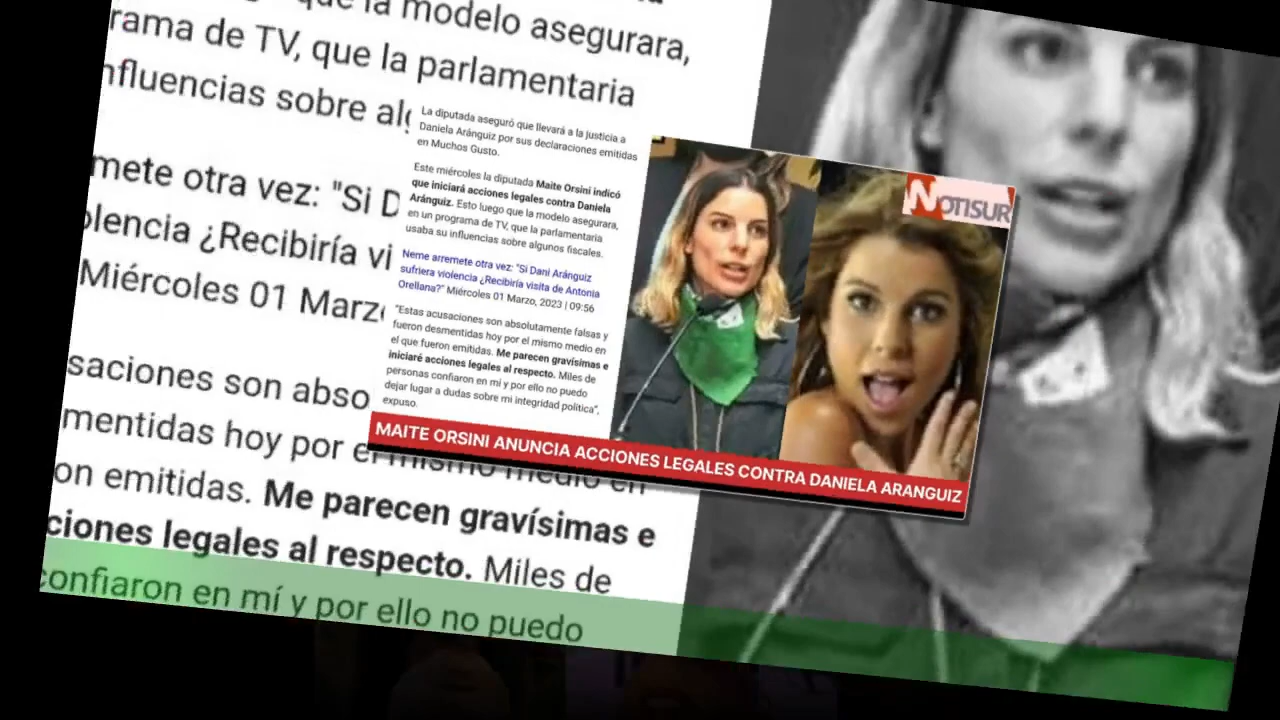 la modelo asegurara,
rama de TV, que la parlamentaria
nfluencias sobre alg
mete otra vez: "Si D
olencia ¿Recibiría vi
Miércoles 01 Marz
saciones son abso
mentidas hoy por el mismo medio en
on emitidas. Me parecen gravísimas e
ciones legales al respecto. Miles de
confiaron en mí y por ello no puedo
La diputada aseguró que llevará a la justicia a
Daniela Aránguiz por sus declaraciones emitidas
en Muchos Gusto.
Este miércoles la diputada Maite Orsini indicó
que iniciará acciones legales contra Daniela
Aránguiz. Esto luego que la modelo asegurara,
en un programa de TV, que la parlamentaria
usaba su influencias sobre algunos fiscales.
Neme arremete otra vez: "Si Dani Aránguiz
sufriera violencia ¿Recibiría visita de Antonia
Orellana?" Miércoles 01 Marzo, 2023 | 09:56
"Estas acusaciones son absolutamente falsas y
fueron desmentidas hoy por el mismo medio en
el que fueron emitidas. Me parecen gravísimas e
iniciaré acciones legales al respecto. Miles de
personas confiaron en mí y por ello no puedo
dejar lugar a dudas sobre mi integridad política",
expuso.
NOTISUR
MAITE ORSINI ANUNCIA ACCIONES LEGALES CONTRA DANIELA ARANGUIZ